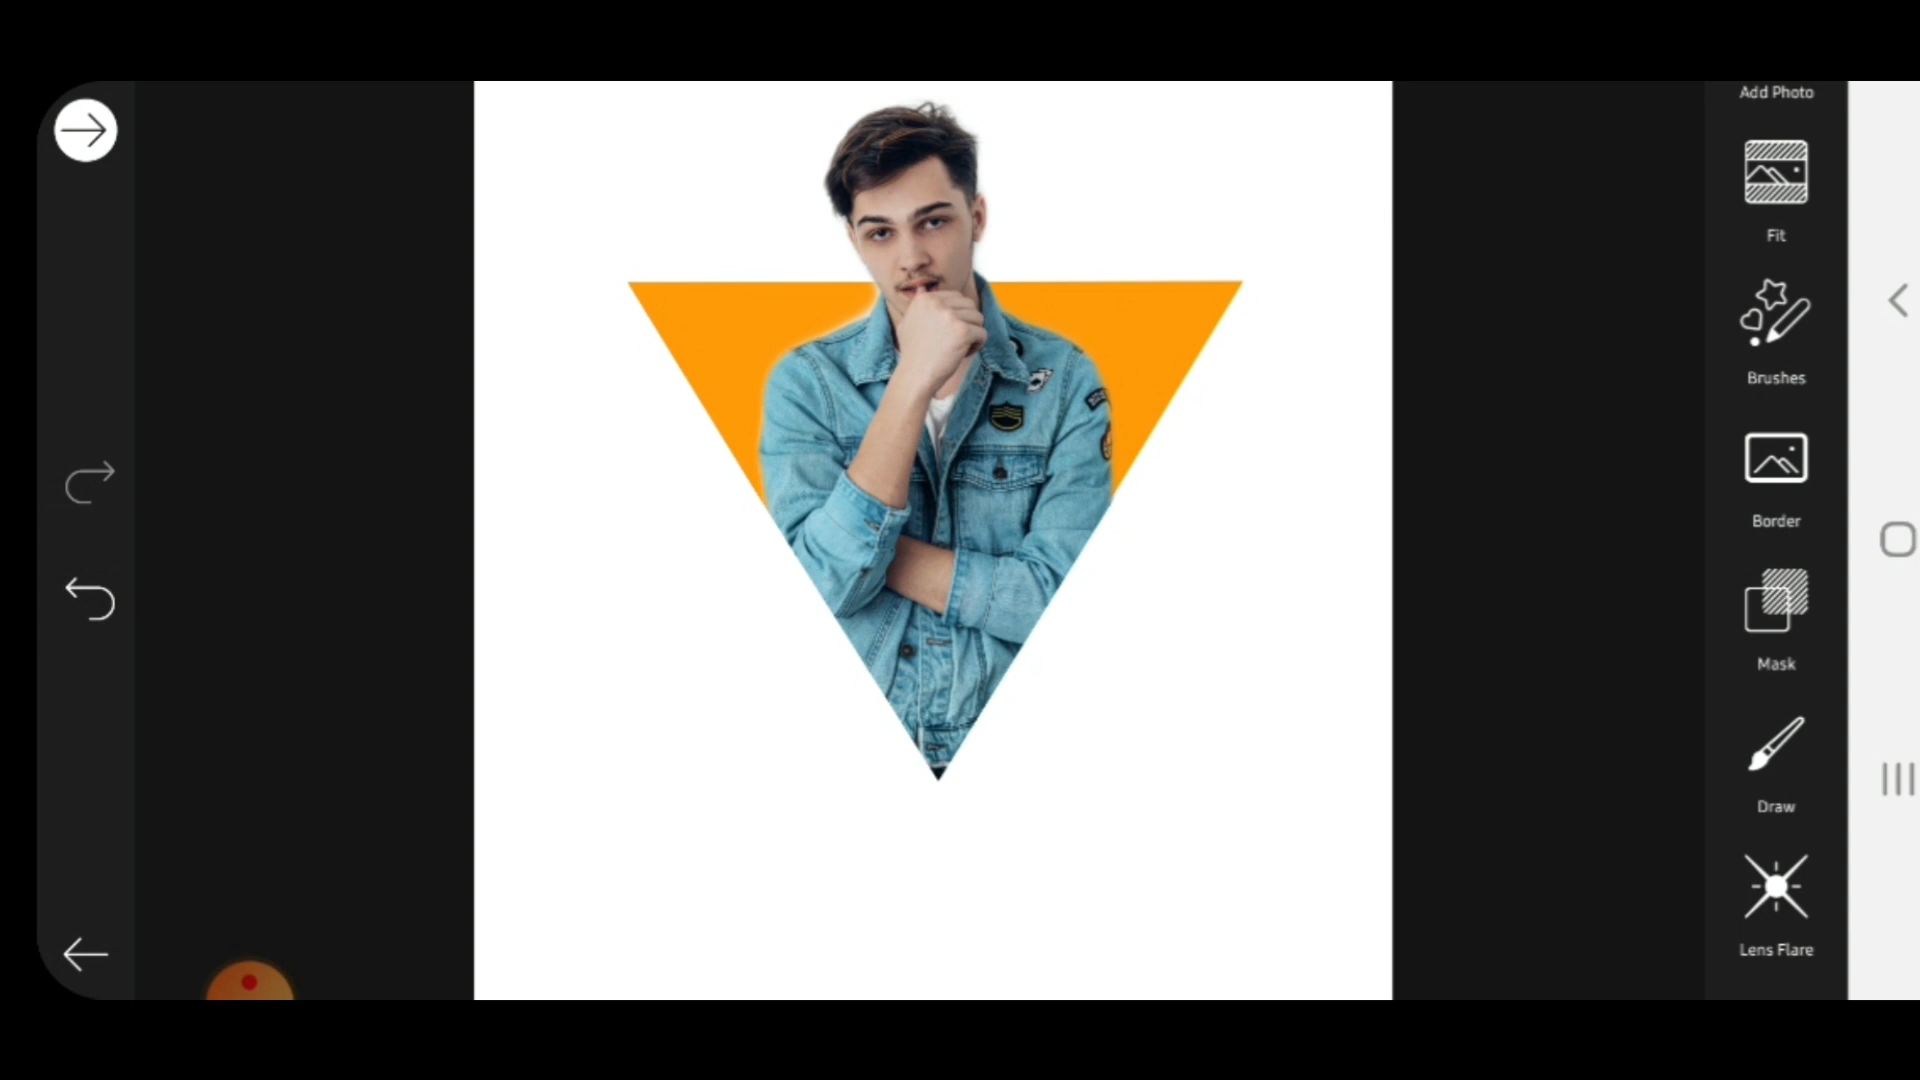 Add Photo
Fit
Brushes
Border
Mask
Draw
Lens Flare